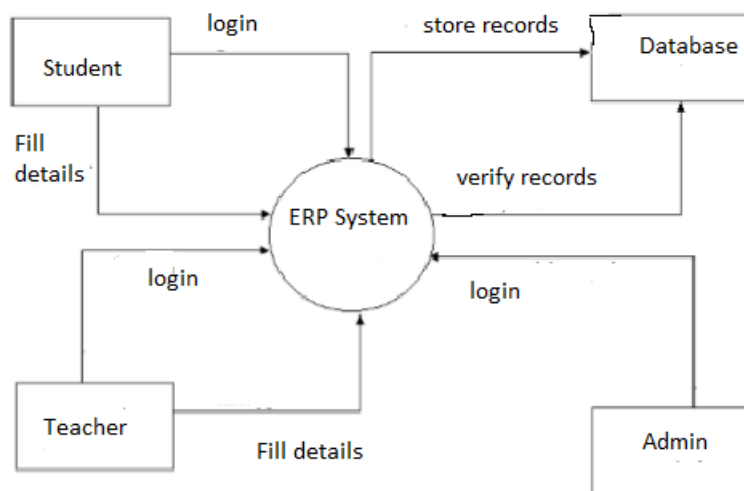 login
store records
Database
Student
Fill
details
verify records
ERP System
login
login
Teacher
Fill details
Admin